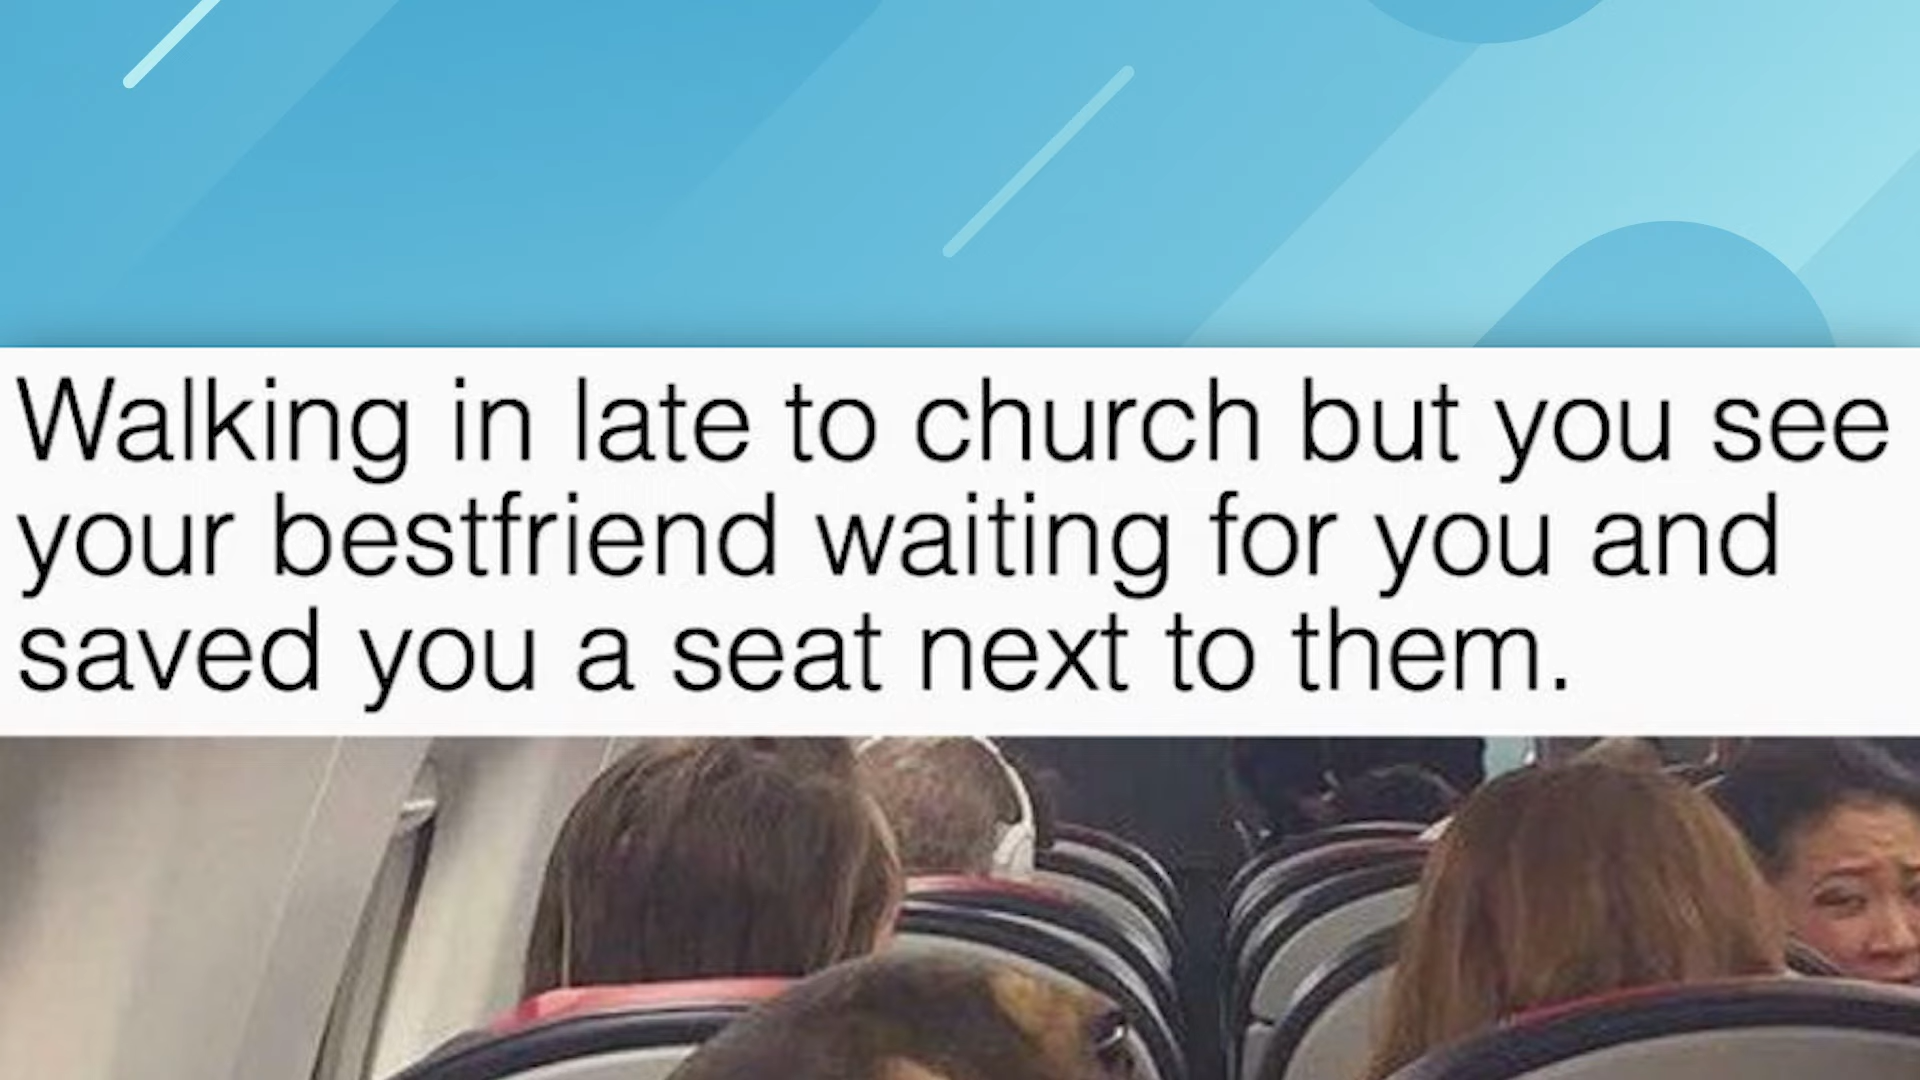 Walking in late to church but you see
your bestfriend waiting for you and
saved you a seat next to them.